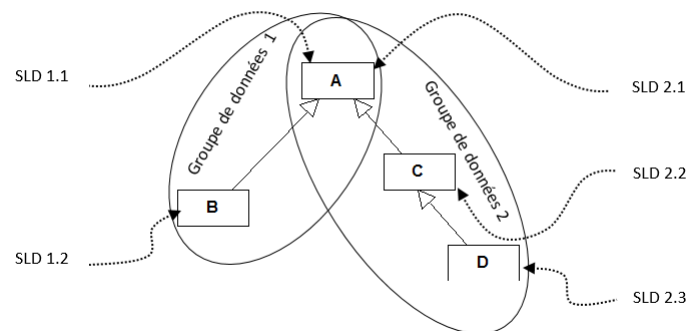 SLD 1.1
Groupe de données 1
A
SLD 2.1
Groupe de données 2
C
SLD 2.2
B
SLD 1.2
D
SLD 2.3